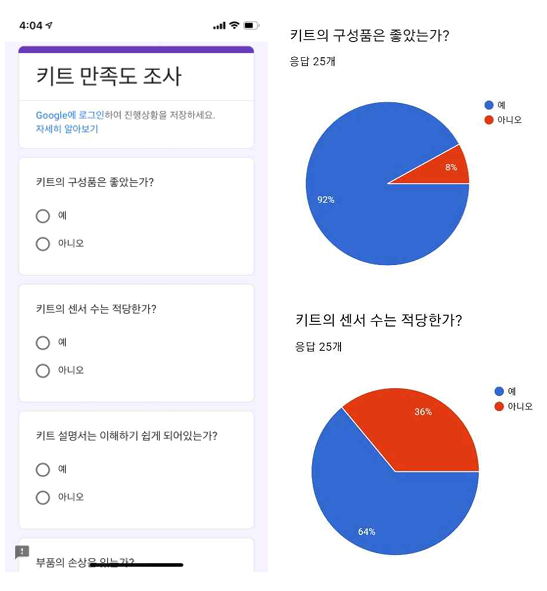 4:04
키트 만족도 조사
Google에 로그인하여 진행상황을 저장하세요.
자세히 알아보기
키트의 구성품은 좋았는가?
예
아니오
키트의 센서 수는 적당한가?
예
아니오
키트 설명서는 이해하기 쉽게 되어있는가?
예
아니오
부품의 손상은 있는가?
키트의 구성품은 좋았는가?
응답 25개
예
아니오
8%
92%
키트의 센서 수는 적당한가?
응답 25개
예
아니오
36%
64%